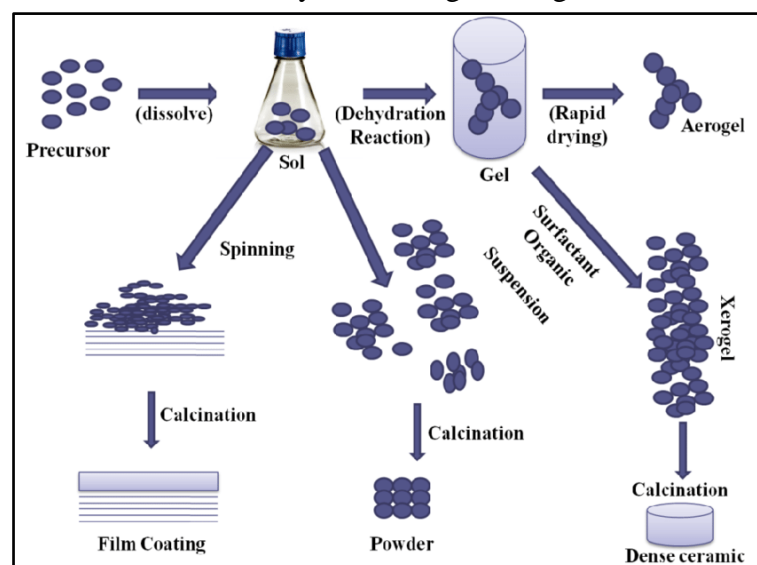 Precursor
(dissolve)
Sol
(Dehydration
Reaction)
Gel
(Rapid
drying)
Aerogel
Spinning
Suspension
Surfactant
Organic
Xerogel
Calcination
Calcination
Calcination
Film Coating
Powder
Dense ceramic